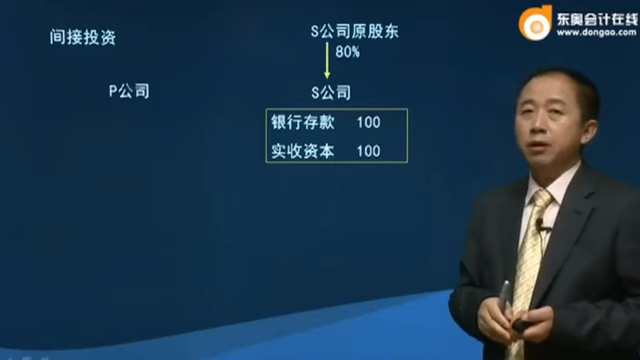 东奥会计在线
www.dongao.com
间接投资
S公司原股东
80%
P公司
S公司
银行存款 100
实收资本 100